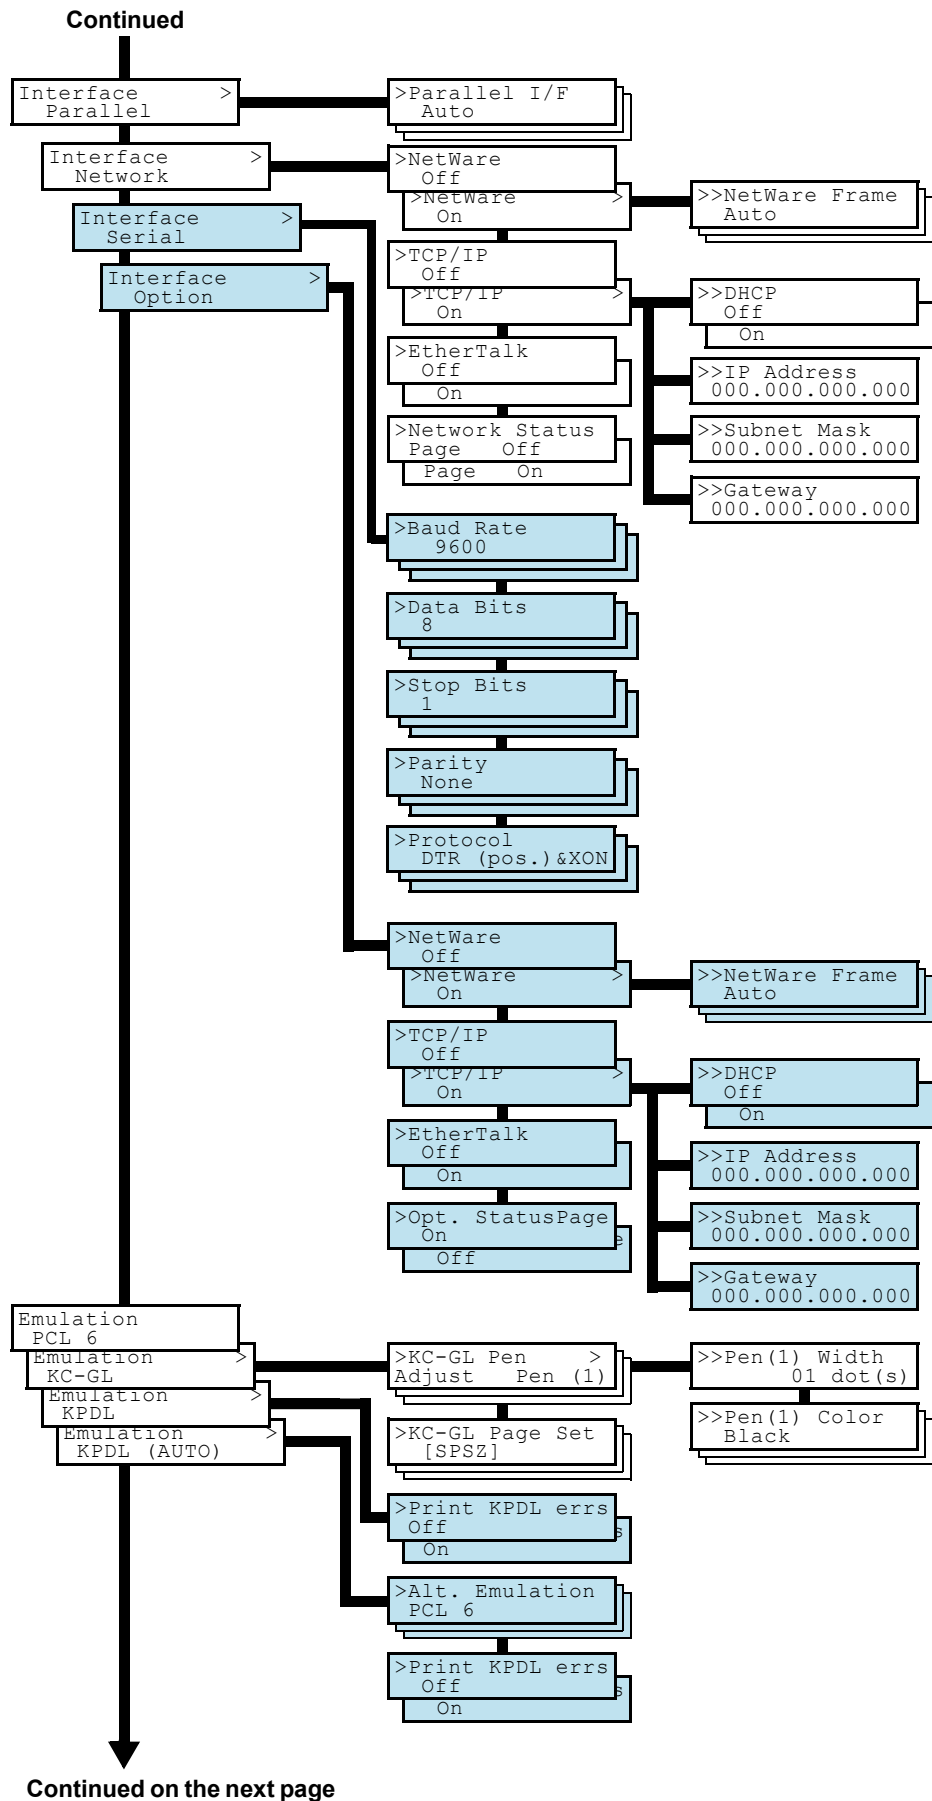 Continued
Interface >
Parallel
>Parallel I/F
Auto
Interface >
Network
>NetWare
Off
>NetWare >
On
>>NetWare Frame
Auto
>TCP/IP
Off
>TCP/IP >
On
>>DHCP
Off
On
>>IP Address
000.000.000.000
>>Subnet Mask
000.000.000.000
>>Gateway
000.000.000.000
>EtherTalk
Off
On
>Network Status
Page Off
Page On
Interface >
Serial
>Baud Rate
9600
>Data Bits
8
>Stop Bits
1
>Parity
None
>Protocol
DTR (pos.)&XON
Interface >
Option
>NetWare
Off
>NetWare >
On
>>NetWare Frame
Auto
>TCP/IP
Off
>TCP/IP >
On
>>DHCP
Off
On
>>IP Address
000.000.000.000
>>Subnet Mask
000.000.000.000
>>Gateway
000.000.000.000
>EtherTalk
Off
On
>Opt. StatusPage
On
e
Off
Emulation
PCL 6
Emulation >
KC-GL
>KC-GL Pen >
Adjust Pen (1)
>>Pen(1) Width
01 dot(s)
>>Pen(1) Color
Black
>KC-GL Page Set
[SPSZ]
Emulation >
KPDL
>Print KPDL errs
Off
s
On
Emulation >
KPDL (AUTO)
>Alt. Emulation
PCL 6
>Print KPDL errs
Off
s
On
Continued on the next page